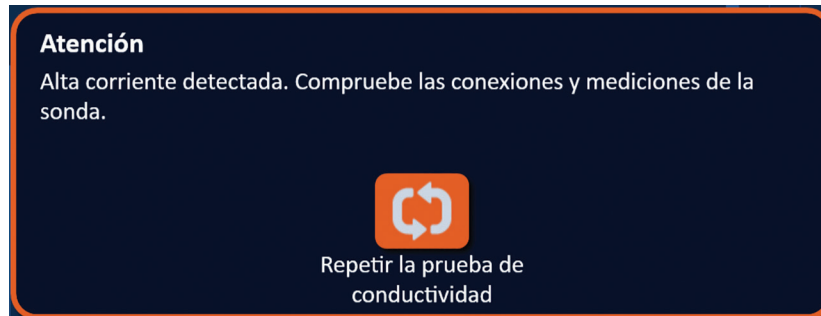 Atención
Alta corriente detectada. Compruebe las conexiones y mediciones de la
sonda.
Repetir la prueba de
conductividad